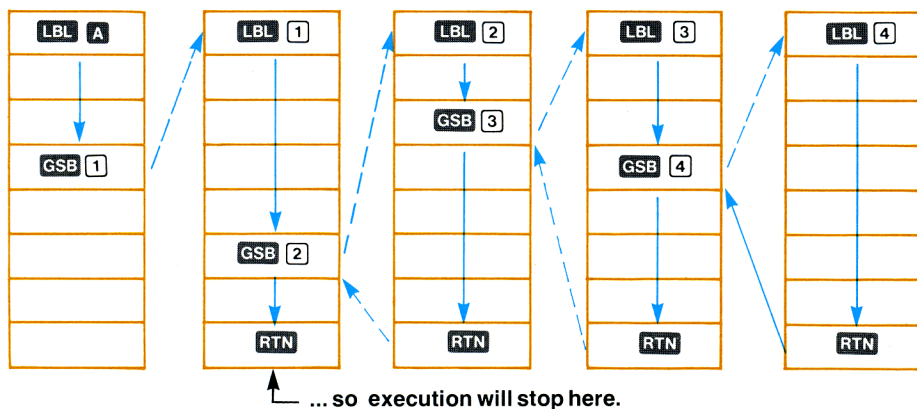 LBL A LBL 1 LBL 2 LBL 3 LBL 4
GSB 3
GSB 1 GSB 4
GSB 2
RTN RTN RTN RTN
... so execution will stop here.